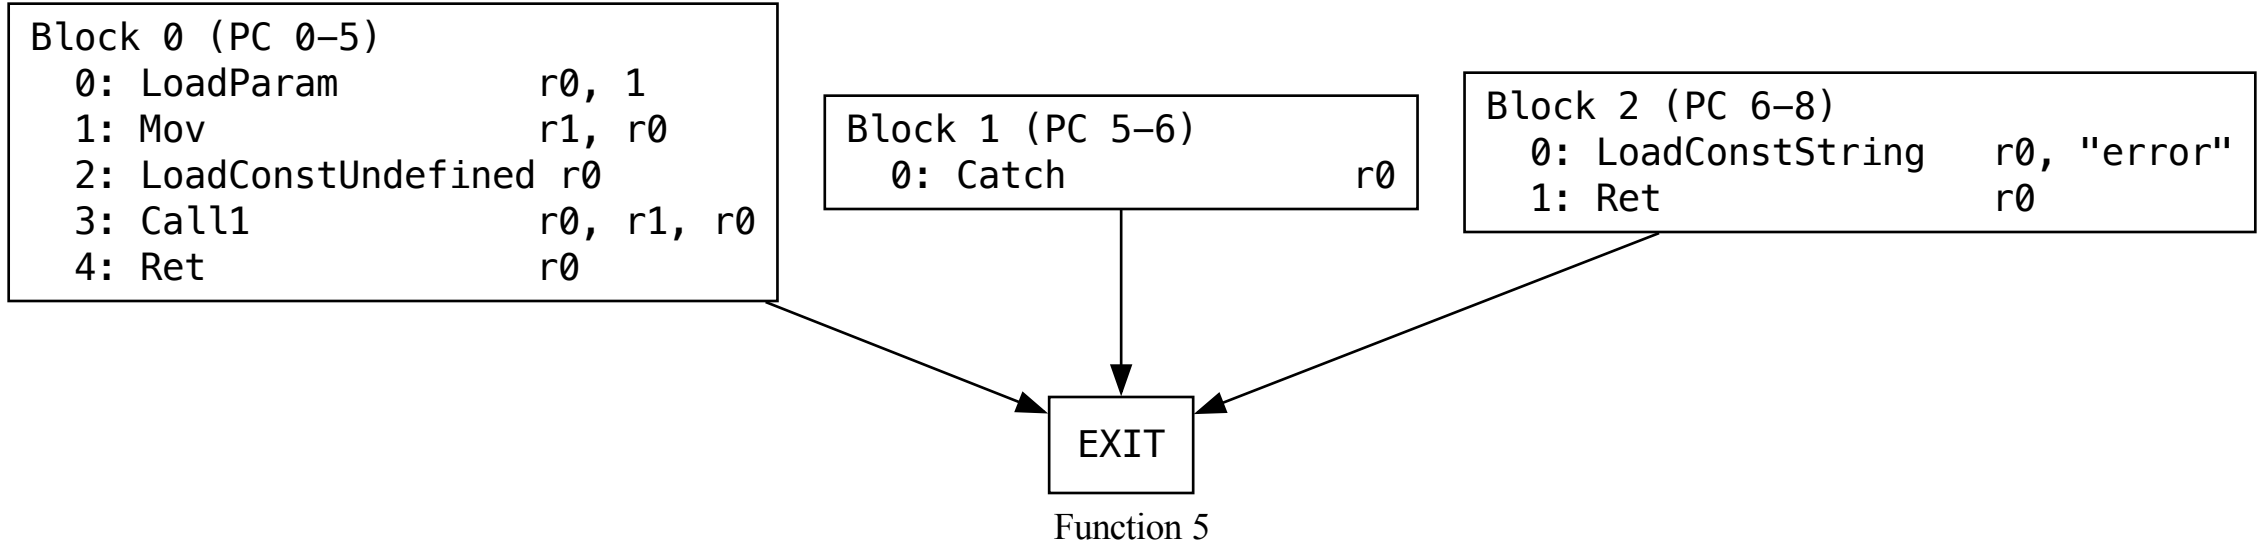 Block 0 (PC 0–5)
0: LoadParam r0, 1
1: Mov r1, r0
2: LoadConstUndefined r0
3: Call1 r0, r1, r0
4: Ret r0
Block 1 (PC 5–6)
0: Catch r0
Block 2 (PC 6–8)
0: LoadConstString r0, "error"
1: Ret r0
EXIT
Function 5